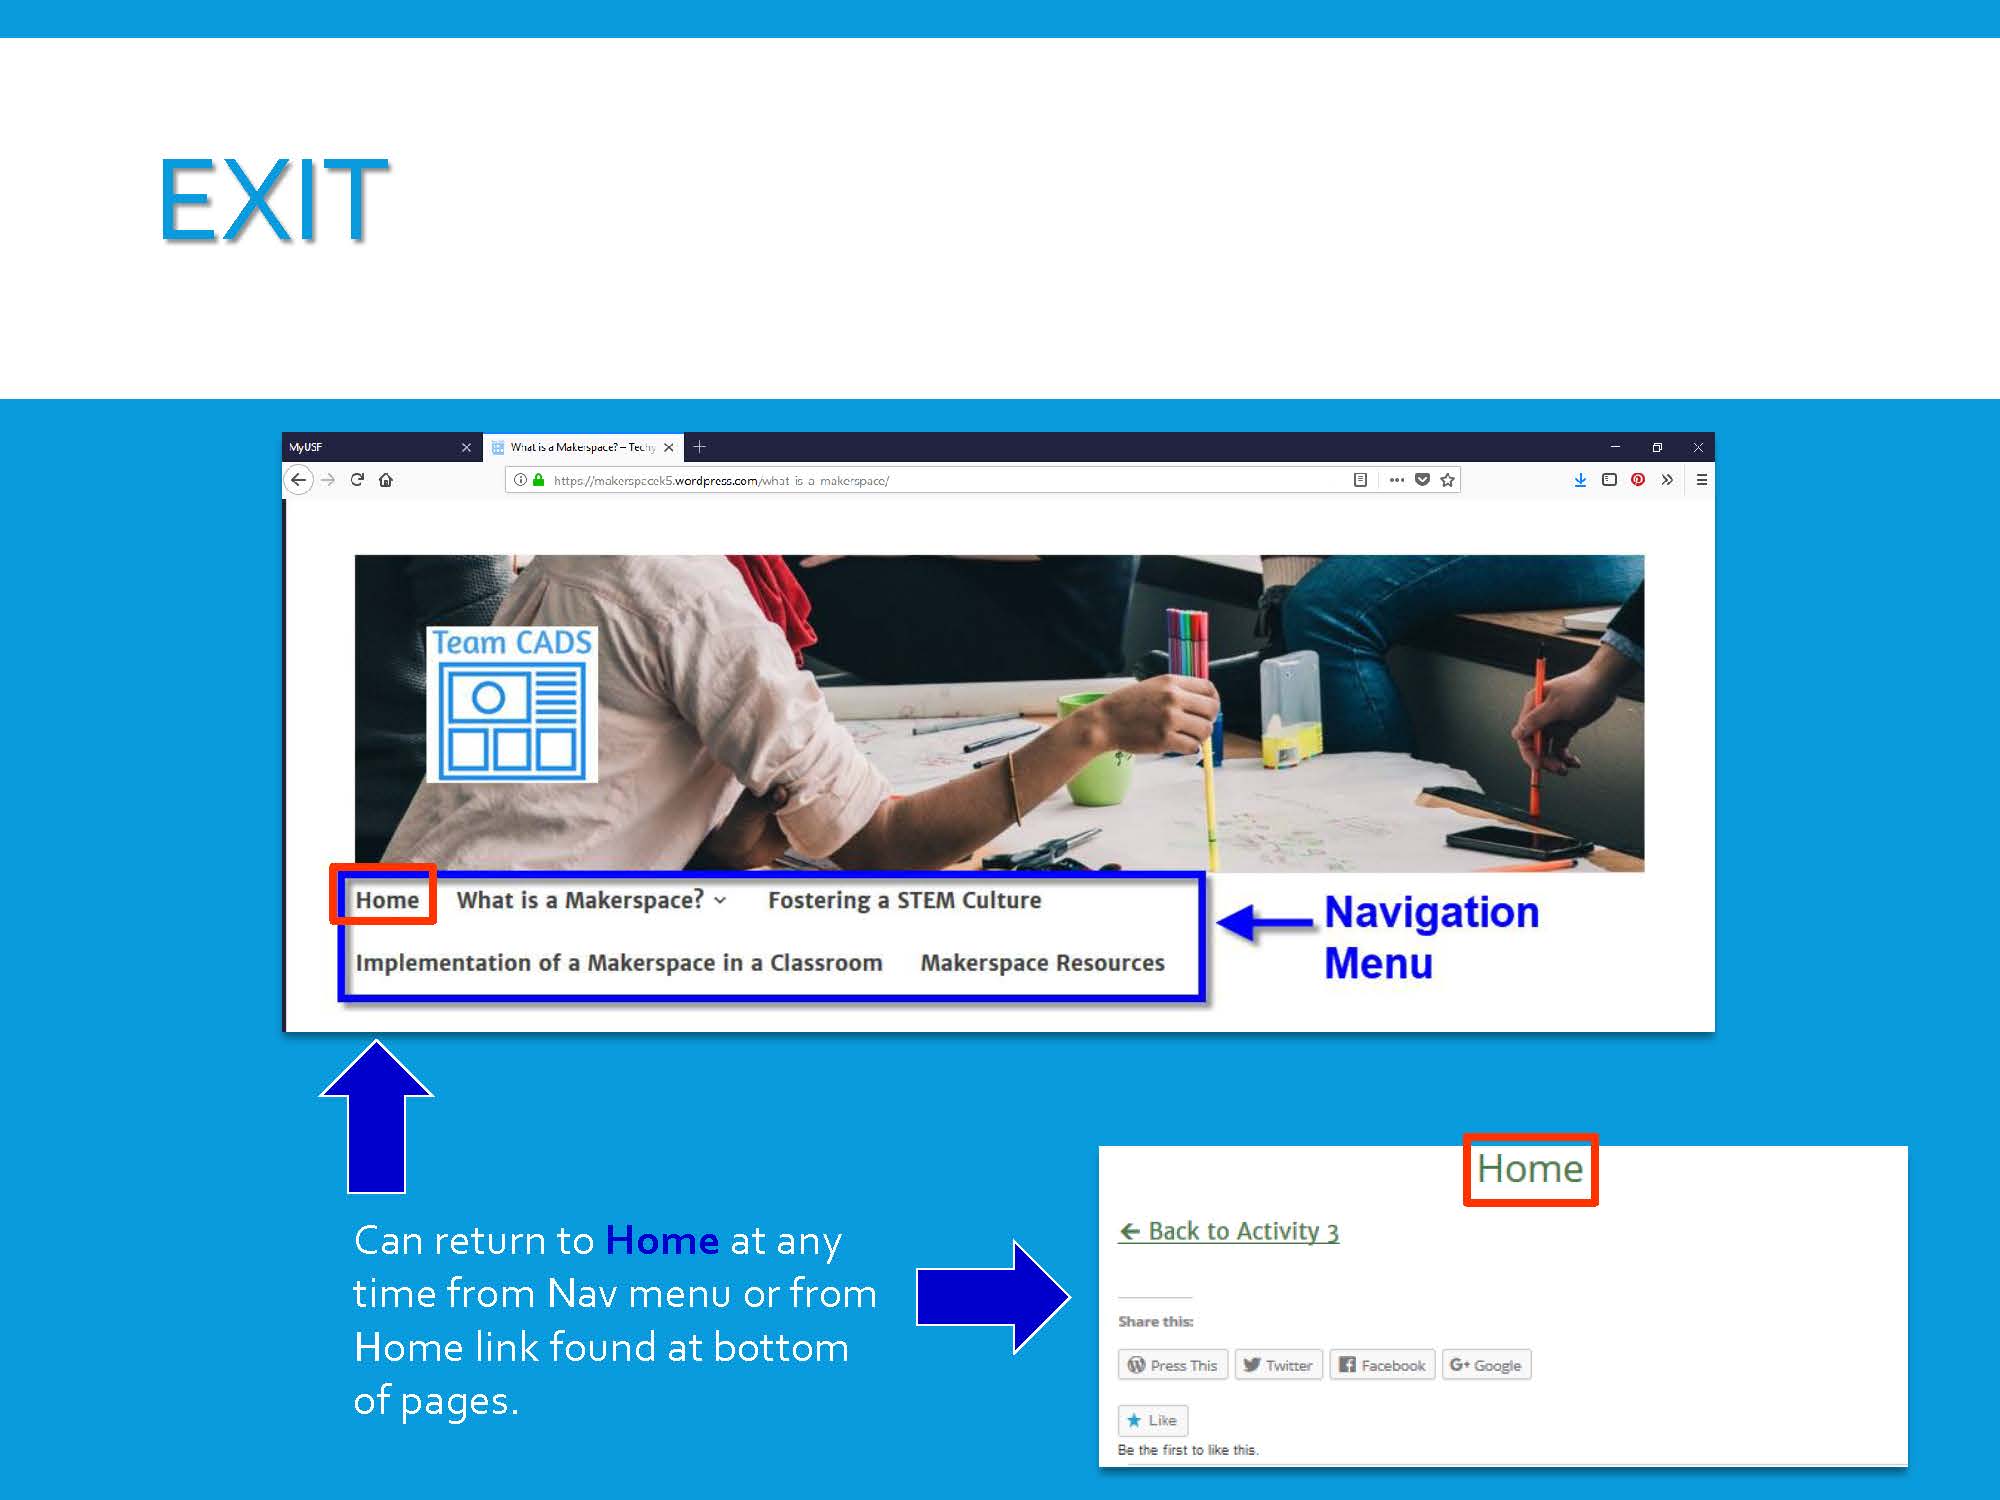 EXIT
MyUSF
What is a Makerspace? – Techy
https://makerspacek5.wordpress.com/what-is-a-makerspace/
Team CADS
Home What is a Makerspace? Fostering a STEM Culture
Implementation of a Makerspace in a Classroom Makerspace Resources
Navigation
Menu
Can return to Home at any
time from Nav menu or from
Home link found at bottom
of pages.
Home
← Back to Activity 3
Share this:
Press This Twitter Facebook G+ Google
Like
Be the first to like this.